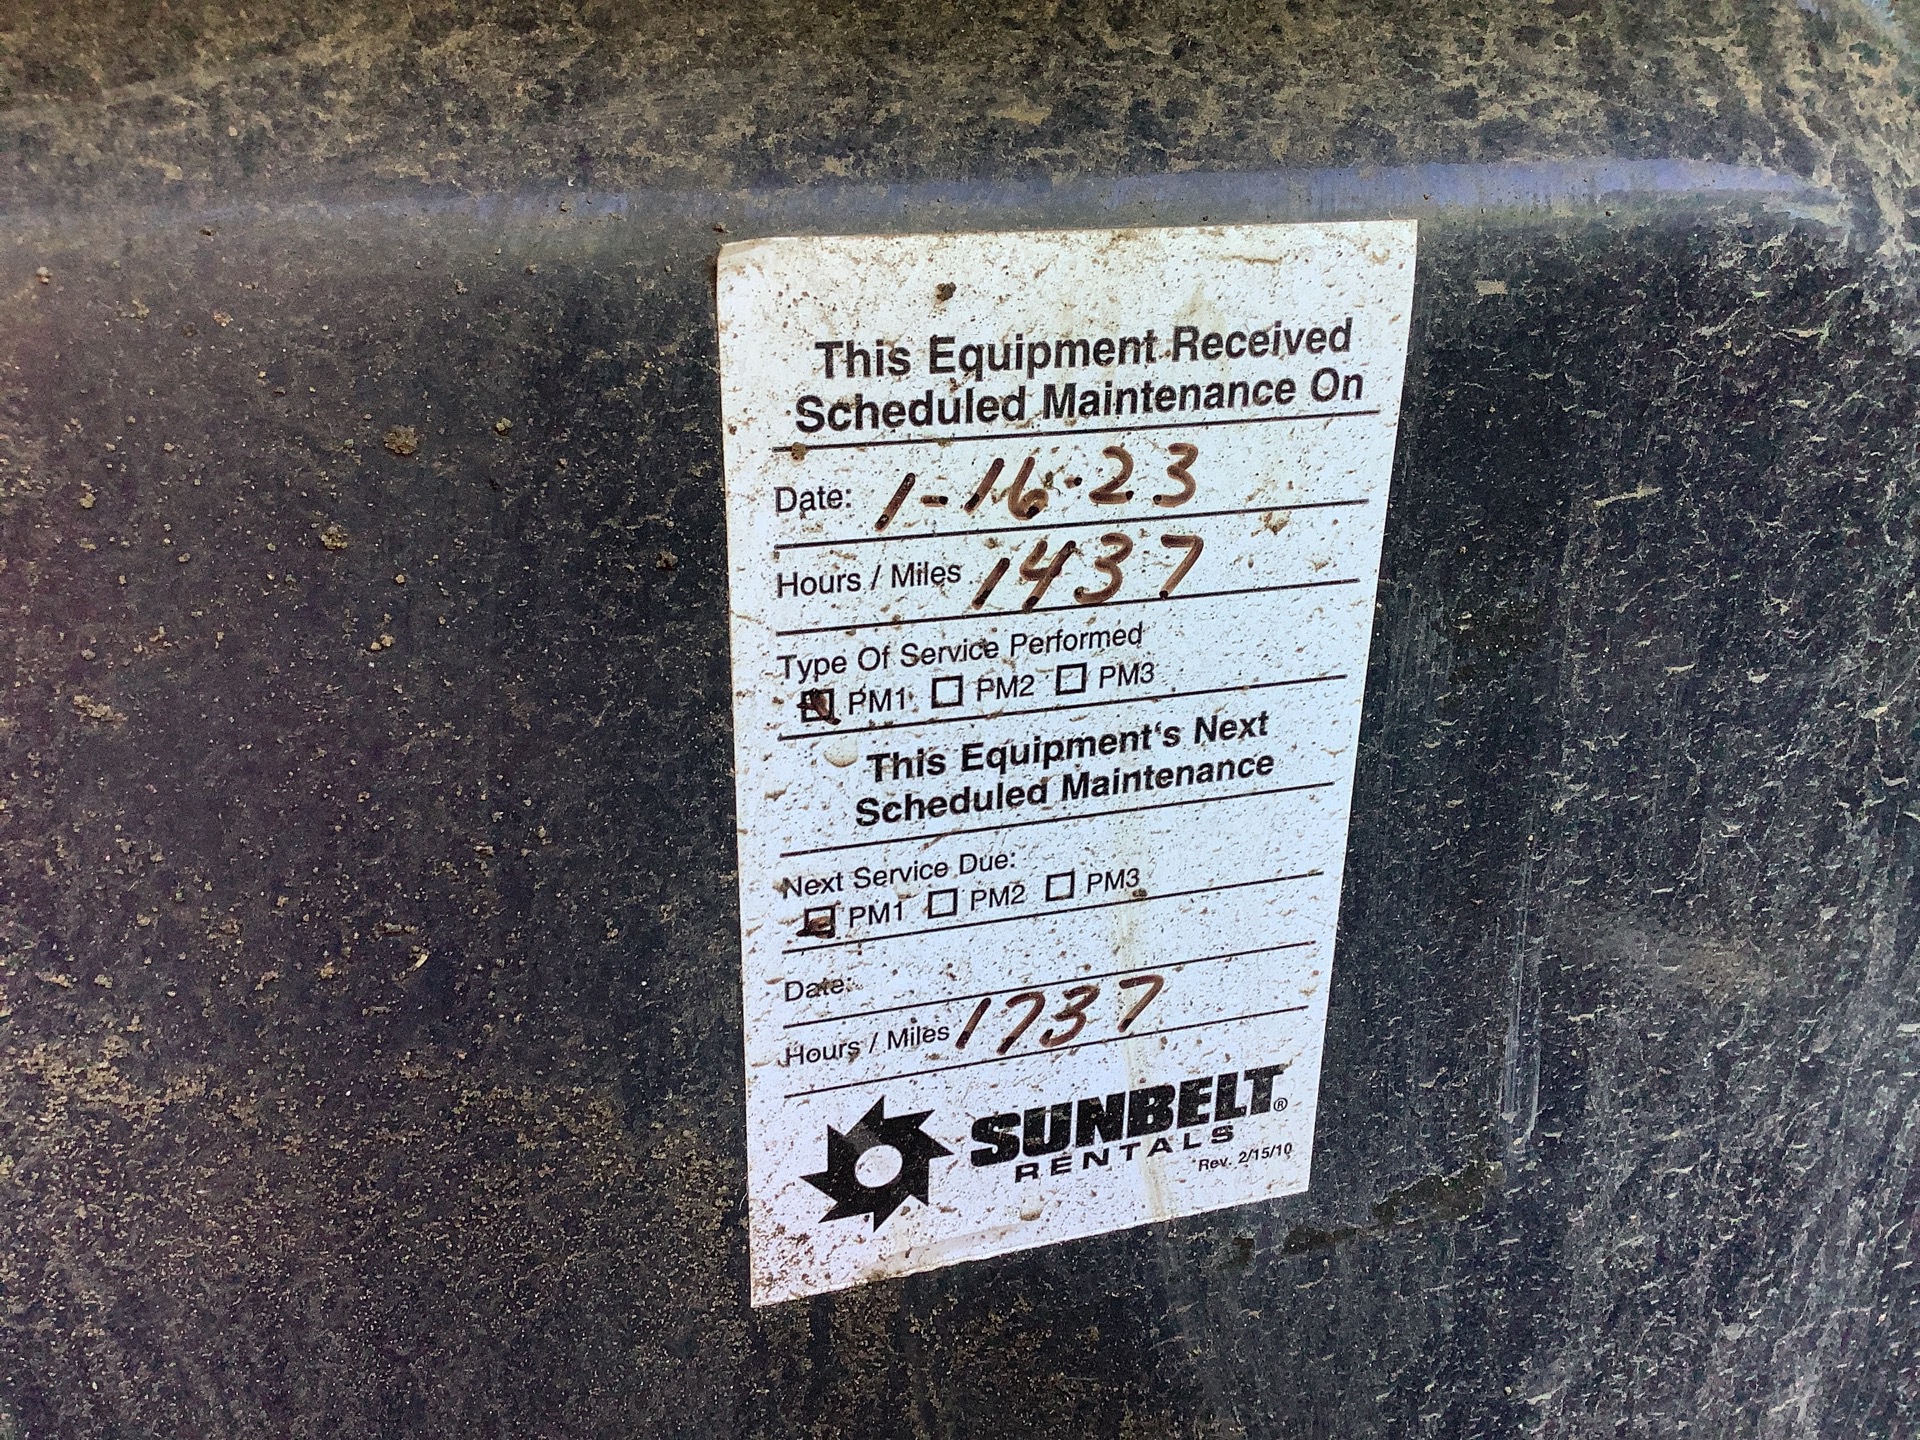 This Equipment Received
Scheduled Maintenance On
Date: 1-16-23
Hours / Miles 1437
Type Of Service Performed
PM1 PM2 PM3
This Equipment's Next
Scheduled Maintenance
Next Service Due:
PM1 PM2 PM3
Date:
Hours / Miles 1737
SUNBELT®
RENTALS
Rev. 2/15/10